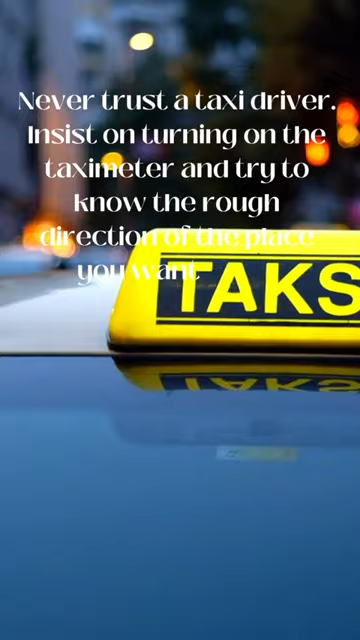 Never trust a taxi driver.
Insist on turning on the
taximeter and try to
know the rough
direction of the place
you want
TAKS